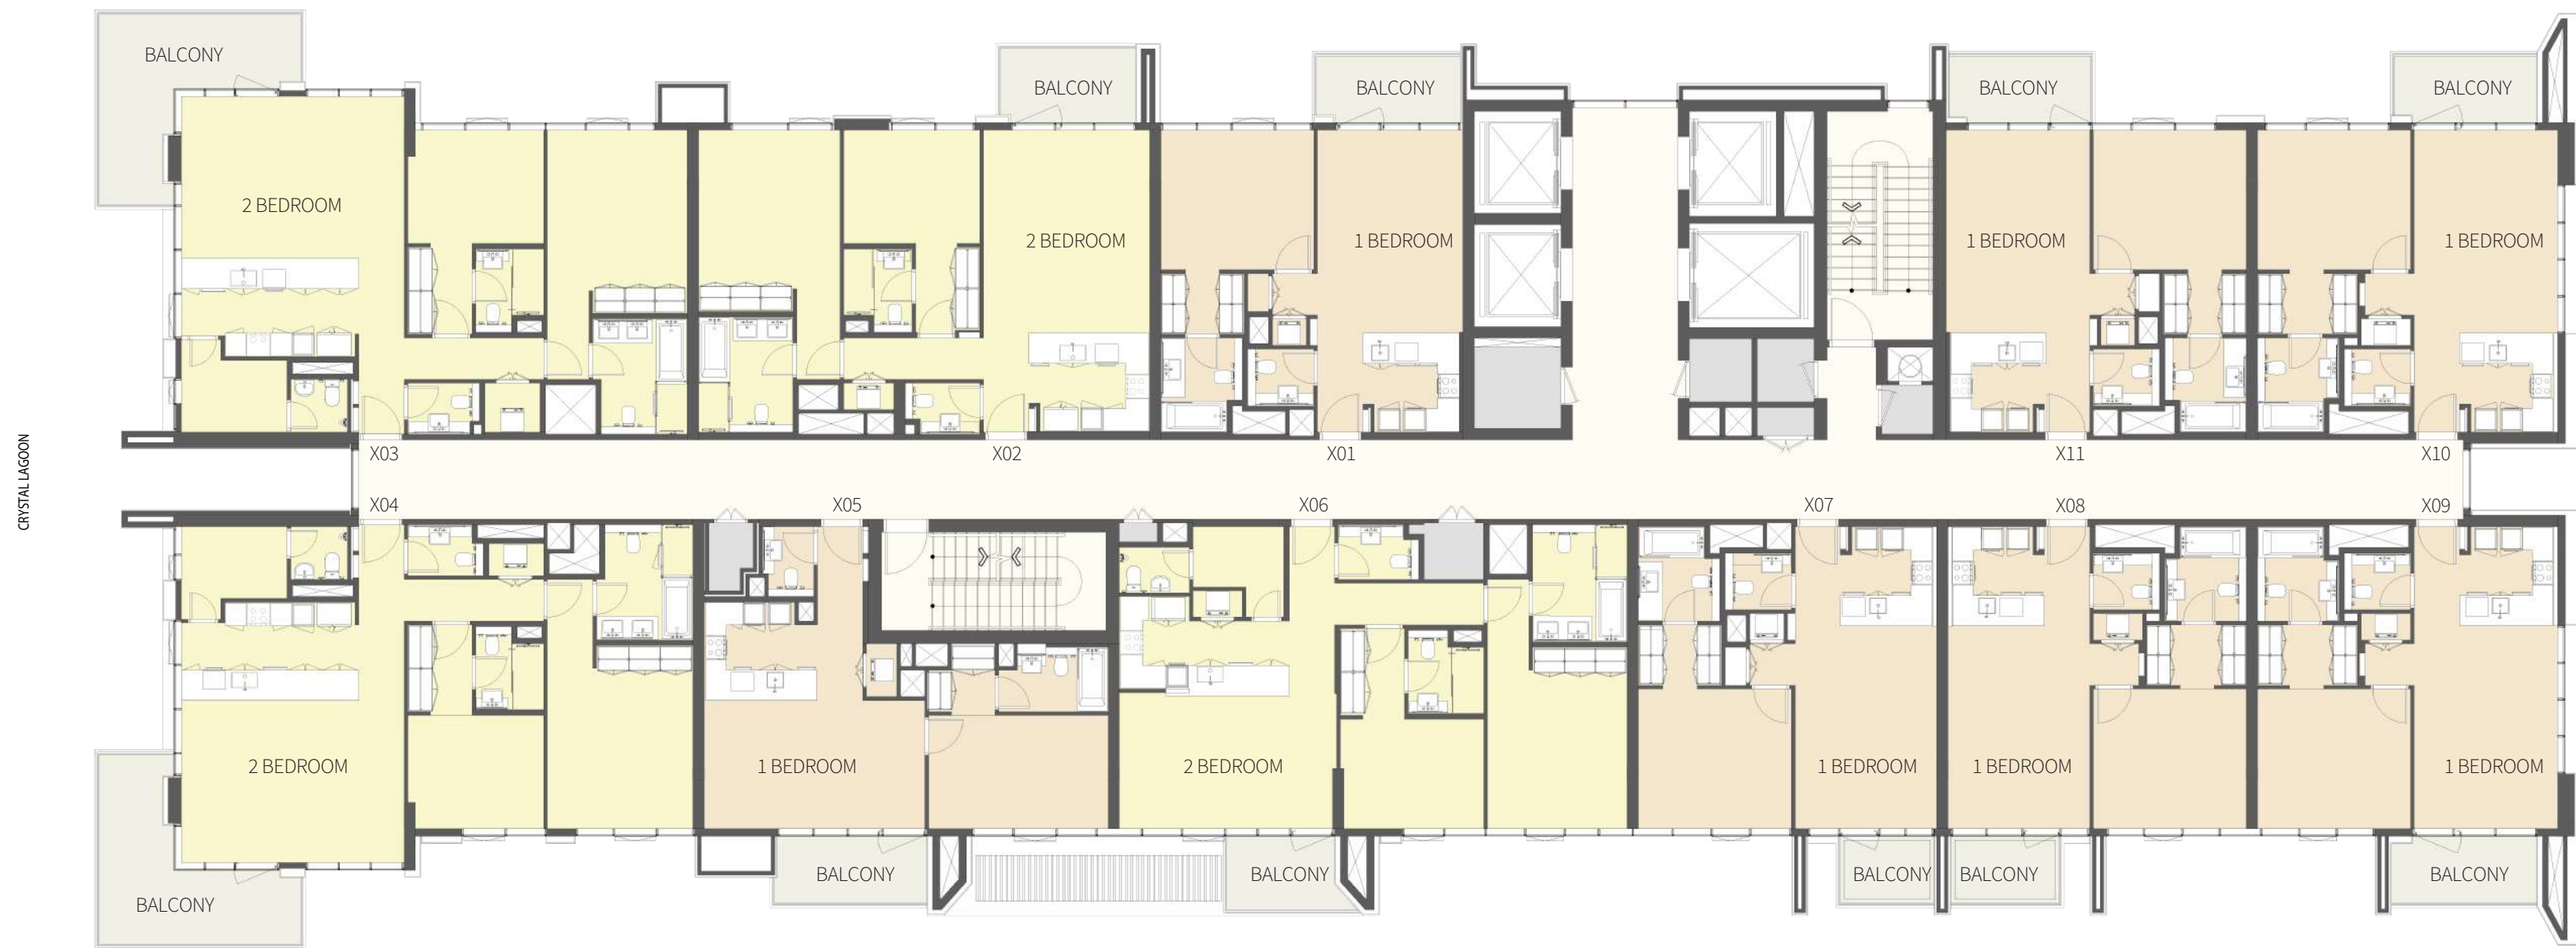 BALCONY
BALCONY
BALCONY
BALCONY
BALCONY
2 BEDROOM
2 BEDROOM
1 BEDROOM
1 BEDROOM
1 BEDROOM
CRYSTAL LAGOON
X03
X02
X01
X11
X10
X04
X05
X06
X07
X08
X09
2 BEDROOM
1 BEDROOM
2 BEDROOM
1 BEDROOM
1 BEDROOM
1 BEDROOM
BALCONY
BALCONY
BALCONY
BALCONY
BALCONY
BALCONY